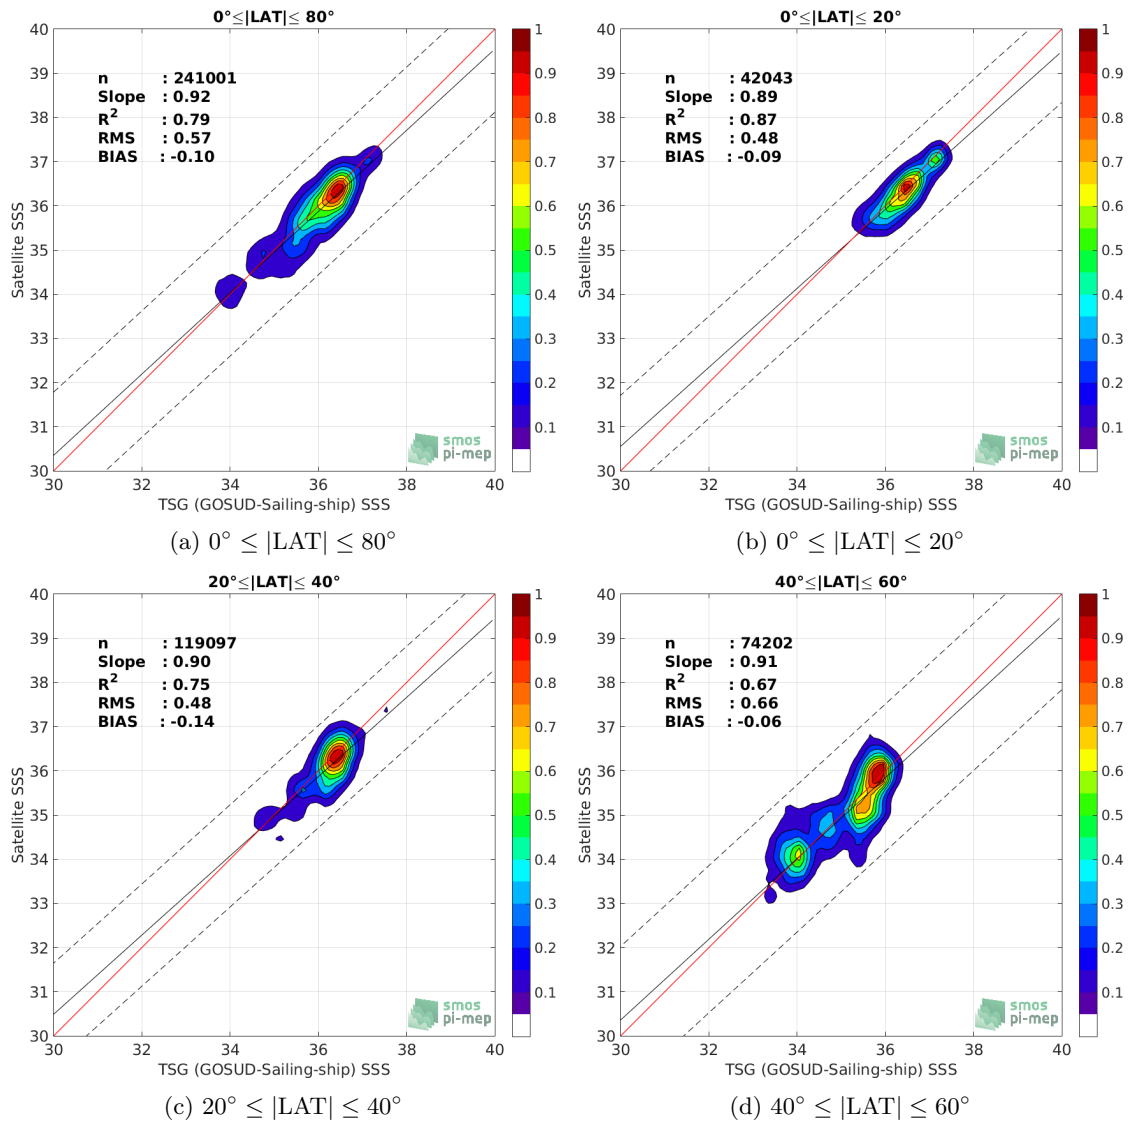 0°≤|LAT|≤ 80°
n : 241001
Slope : 0.92
R2 : 0.79
RMS : 0.57
BIAS : -0.10
Satellite SSS
40
39
38
37
36
35
34
33
32
31
30
30 32 34 36 38 40
TSG (GOSUD-Sailing-ship) SSS
smos
pi-mep
1
0.9
0.8
0.7
0.6
0.5
0.4
0.3
0.2
0.1
(a) 0° ≤ |LAT| ≤ 80°
0°≤|LAT|≤ 20°
n : 42043
Slope : 0.89
R2 : 0.87
RMS : 0.48
BIAS : -0.09
Satellite SSS
40
39
38
37
36
35
34
33
32
31
30
30 32 34 36 38 40
TSG (GOSUD-Sailing-ship) SSS
smos
pi-mep
1
0.9
0.8
0.7
0.6
0.5
0.4
0.3
0.2
0.1
(b) 0° ≤ |LAT| ≤ 20°
20°≤|LAT|≤ 40°
n : 119097
Slope : 0.90
R2 : 0.75
RMS : 0.48
BIAS : -0.14
Satellite SSS
40
39
38
37
36
35
34
33
32
31
30
30 32 34 36 38 40
TSG (GOSUD-Sailing-ship) SSS
smos
pi-mep
1
0.9
0.8
0.7
0.6
0.5
0.4
0.3
0.2
0.1
(c) 20° ≤ |LAT| ≤ 40°
40°≤|LAT|≤ 60°
n : 74202
Slope : 0.91
R2 : 0.67
RMS : 0.66
BIAS : -0.06
Satellite SSS
40
39
38
37
36
35
34
33
32
31
30
30 32 34 36 38 40
TSG (GOSUD-Sailing-ship) SSS
smos
pi-mep
1
0.9
0.8
0.7
0.6
0.5
0.4
0.3
0.2
0.1
(d) 40° ≤ |LAT| ≤ 60°